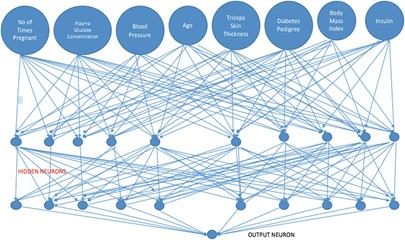 No of
Times
Pregnant
Plasma
Glucose
Concentration
Blood
Pressure
Age
Triceps
Skin
Thickness
Diabetes
Pedigree
Body
Mass
Index
Insulin
HIDDEN NEURONS
OUTPUT NEURON